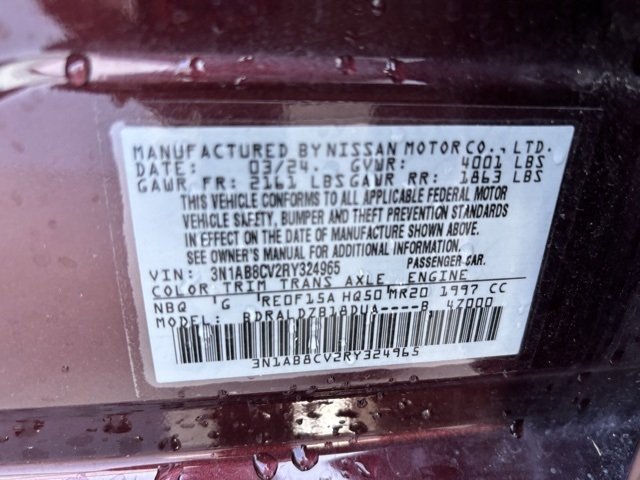 MANUFACTURED BY NISSAN MOTOR CO., LTD.
DATE: 03/24. GVWR: 4001 LBS
GAWR FR: 2161 LBS GAWR RR: 1863 LBS
THIS VEHICLE CONFORMS TO ALL APPLICABLE FEDERAL MOTOR
VEHICLE SAFETY, BUMPER AND THEFT PREVENTION STANDARDS
IN EFFECT ON THE DATE OF MANUFACTURE SHOWN ABOVE.
SEE OWNER'S MANUAL FOR ADDITIONAL INFORMATION.
VIN: 3N1AB8CV2RY324965 PASSENGER CAR.
COLOR TRIM TRANS AXLE ENGINE
NBQ G RE0F15A HQ50 MR20 1997 CC
MODEL: BDRALDZB18DUA----B, 4Z000
3N1AB8CV2RY324965